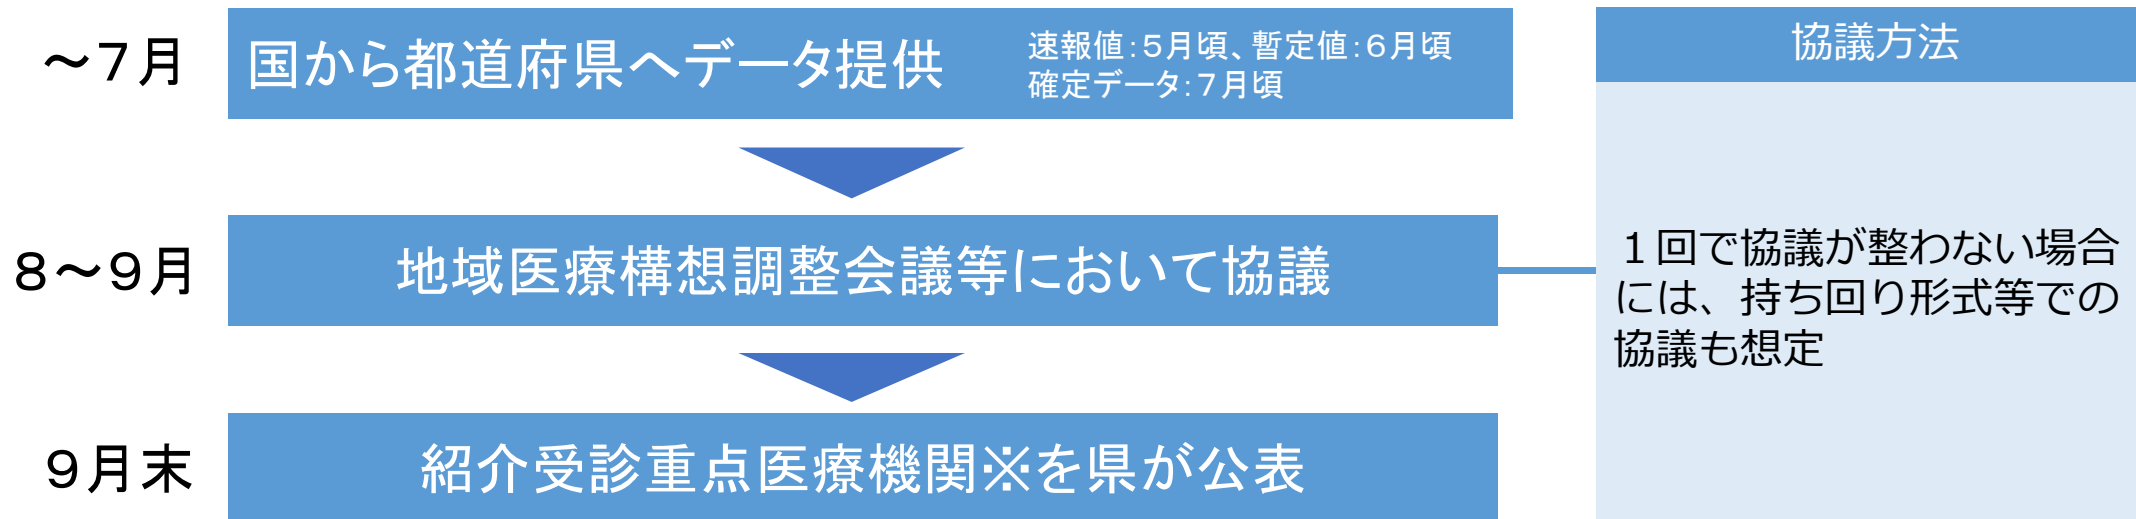 ～７月
国から都道府県へデータ提供
速報値：５月頃、暫定値：６月頃
確定データ：７月頃
８～９月
地域医療構想調整会議等において協議
９月末
紹介受診重点医療機関※を県が公表
協議方法
１回で協議が整わない場合
には、持ち回り形式等での
協議も想定